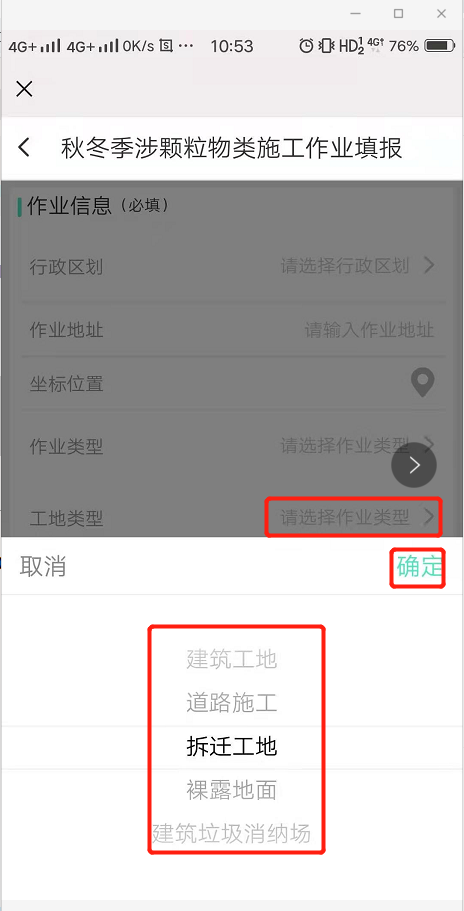 4G+ 4G+ 0K/s ··· 10:53 HD1 2 4G 76%
秋冬季涉颗粒物类施工作业填报
作业信息（必填）
行政区划 请选择行政区划
作业地址 请输入作业地址
坐标位置
作业类型 请选择作业类型
工地类型 请选择作业类型
取消 确定
建筑工地
道路施工
拆迁工地
裸露地面
建筑垃圾消纳场